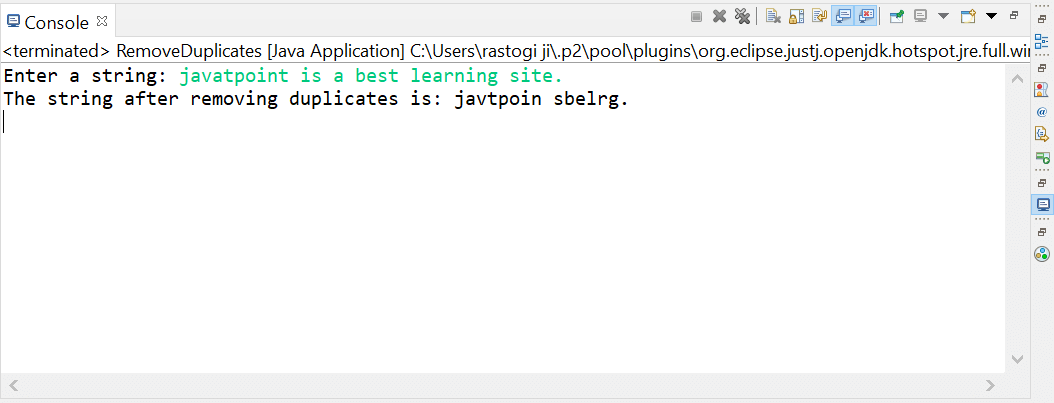 Console
<terminated> RemoveDuplicates [Java Application] C:\Users\rastogi ji\.p2\pool\plugins\org.eclipse.justj.openjdk.hotspot.jre.full.wi
Enter a string: javatpoint is a best learning site.
The string after removing duplicates is: javtpoin sbelrg.